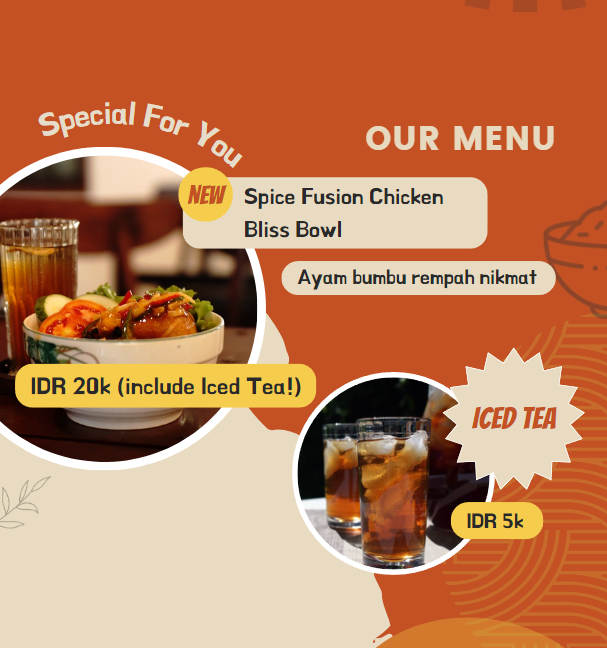 Special For You
OUR MENU
NEW
Spice Fusion Chicken
Bliss Bowl
Ayam bumbu rempah nikmat
IDR 20k (include Iced Tea!)
ICED TEA
IDR 5k